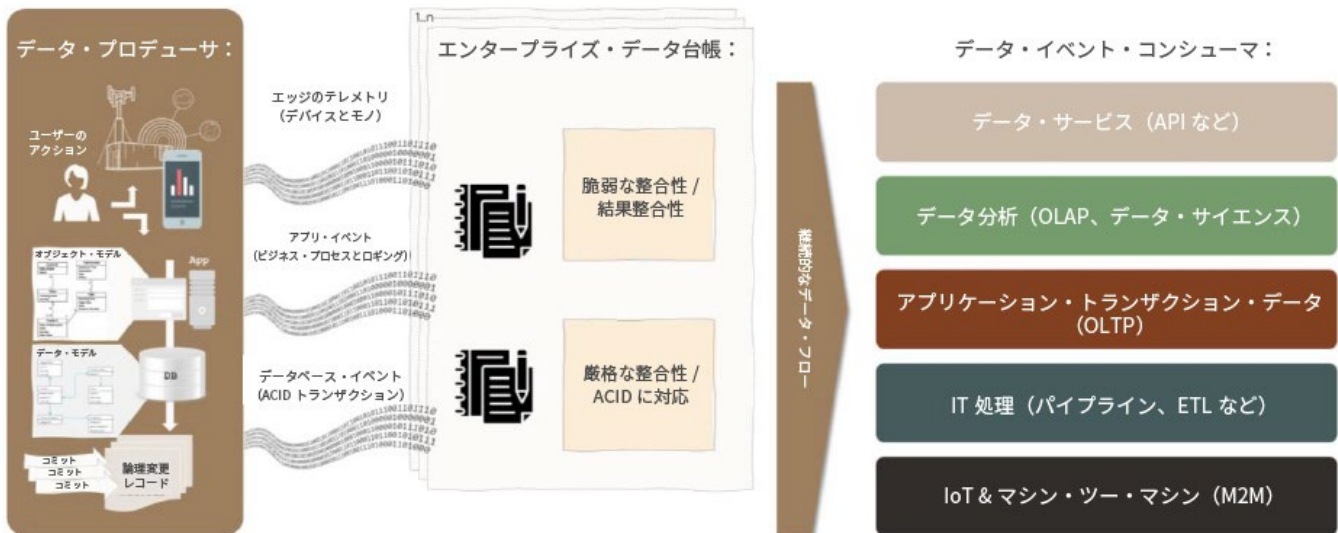 データ・プロデューサ：
ユーザーの
アクション
オブジェクト・モデル
App
データ・モデル
DB
コミット
コミット
コミット
論理変更
レコード
エッジのテレメトリ
（デバイスとモノ）
アプリ・イベント
（ビジネス・プロセスとロギング）
データベース・イベント
（ACID トランザクション）
1..n
エンタープライズ・データ台帳：
脆弱な整合性 /
結果整合性
厳格な整合性 /
ACID に対応
継続的なデータ・フロー
データ・イベント・コンシューマ：
データ・サービス（API など）
データ分析（OLAP、データ・サイエンス）
アプリケーション・トランザクション・データ
（OLTP）
IT 処理（パイプライン、ETL など）
IoT & マシン・ツー・マシン（M2M）